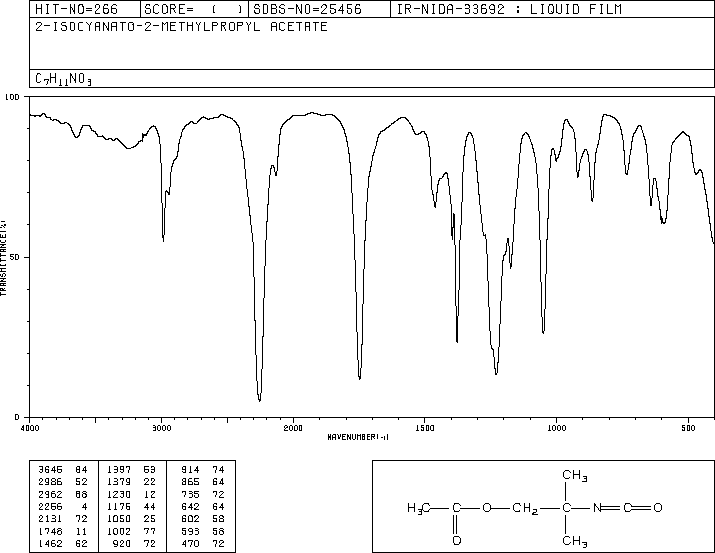 HIT-NO=266 SCORE= ( ) SDBS-NO=25456 IR-NIDA-33692 : LIQUID FILM
2-ISOCYANATO-2-METHYLPROPYL ACETATE
C7H11NO3
100
50
0
TRANSMITTANCE(%)
4000 3000 2000 1500 1000 500
WAVENUMBER(-1)
3645 84 1397 53 914 74
2986 52 1379 22 865 64
2962 68 1230 12 735 72
2256 4 1176 44 642 64
2131 72 1050 25 602 58
1748 11 1002 77 593 58
1462 62 920 72 470 72
CH3
H3C C O CH2 C N C O
O CH3